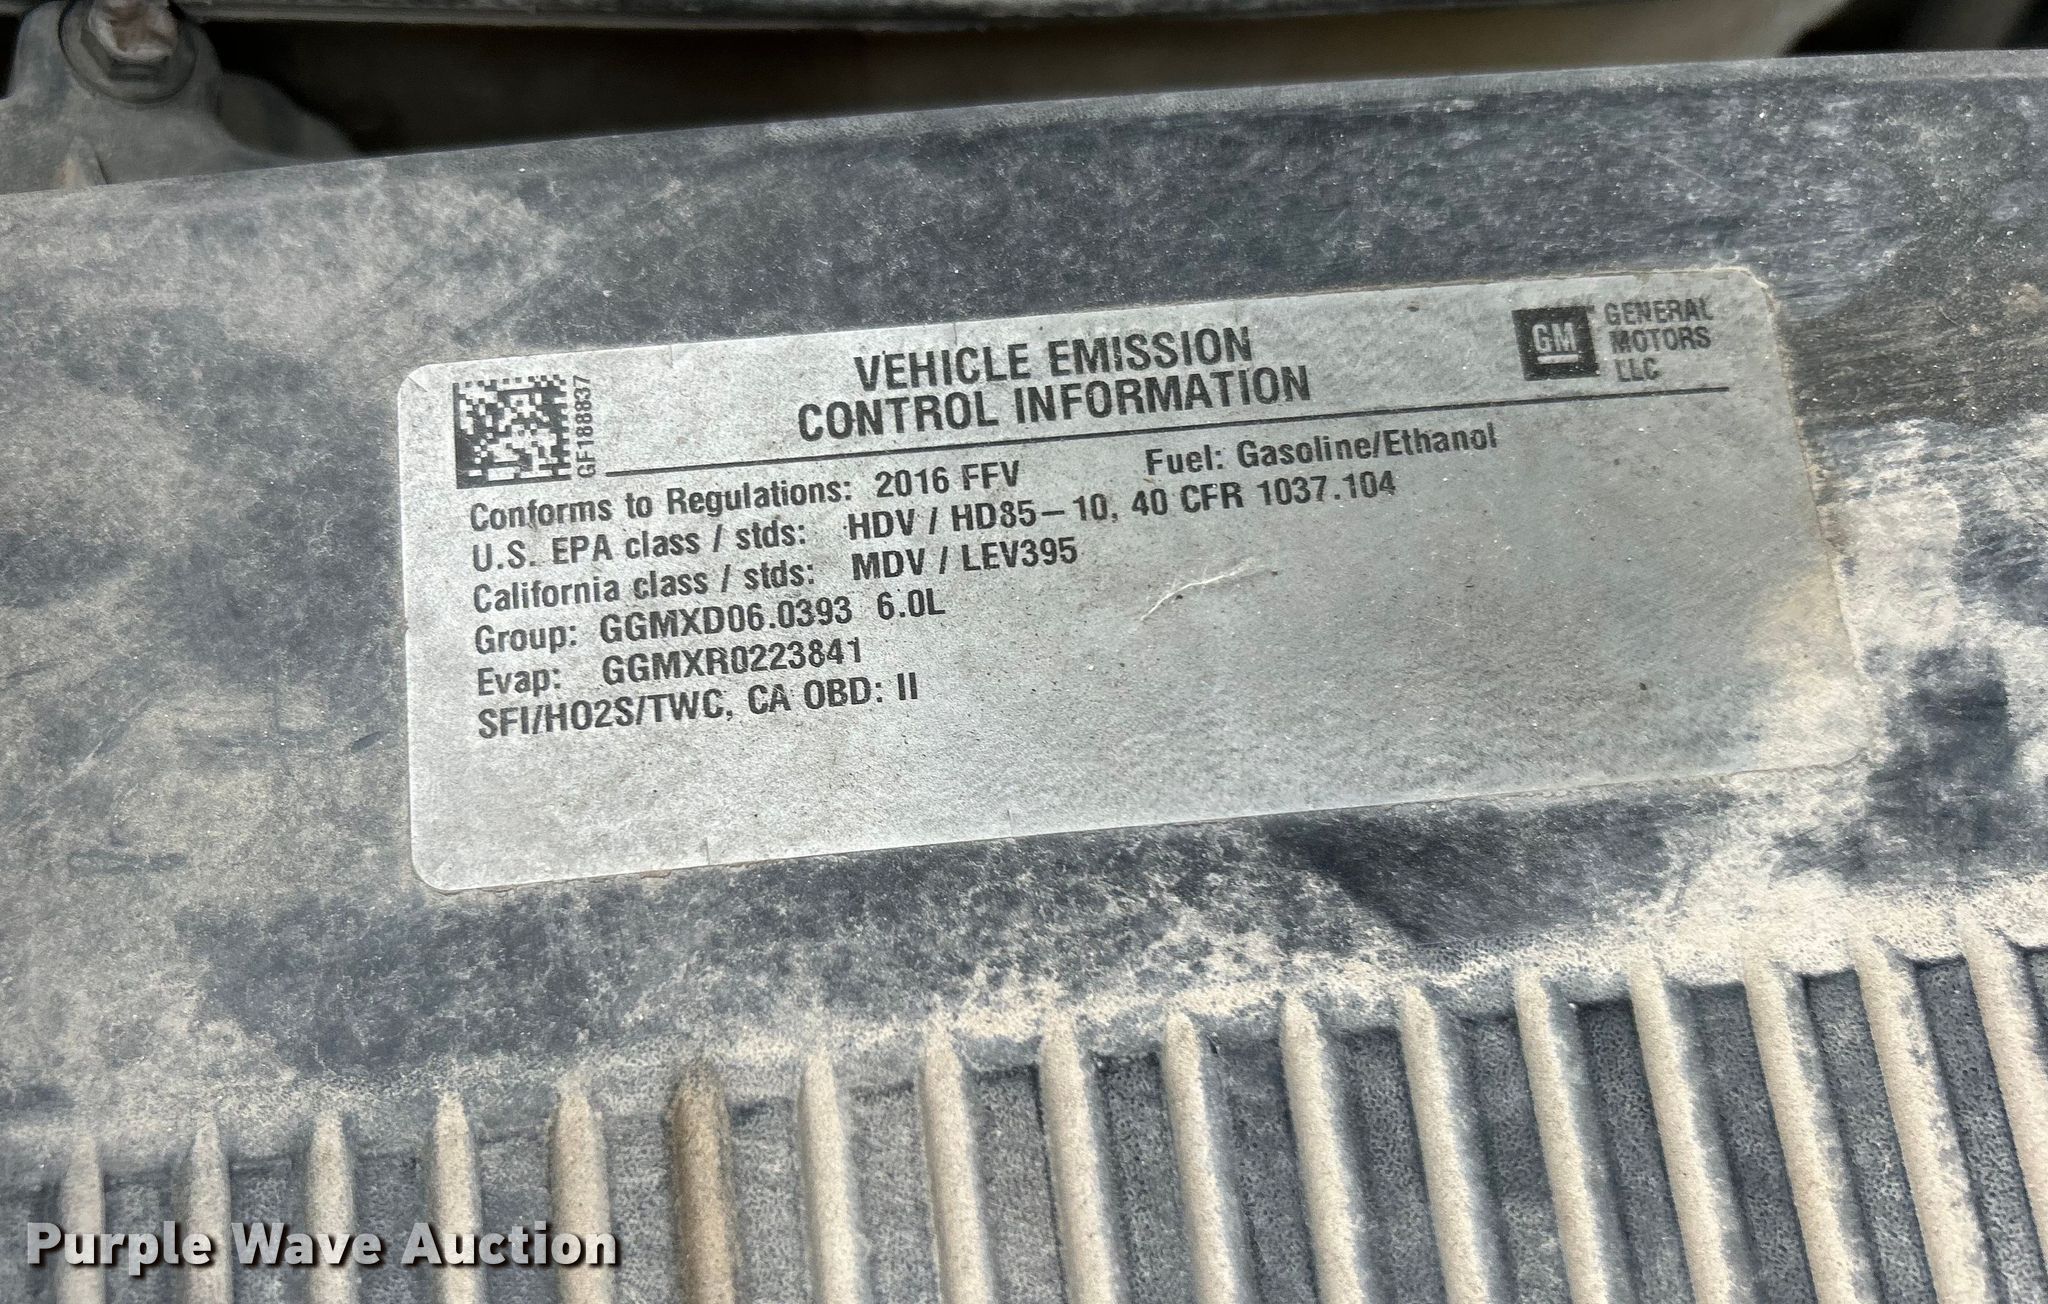 VEHICLE EMISSION
CONTROL INFORMATION
GM
GENERAL
MOTORS
LLC
GF188837
Conforms to Regulations: 2016 FFV Fuel: Gasoline/Ethanol
U.S. EPA class / stds: HDV / HD85-10, 40 CFR 1037.104
California class / stds: MDV / LEV395
Group: GGMXD06.0393 6.0L
Evap: GGMXR0223841
SFI/HO2S/TWC, CA OBD: II
Purple Wave Auction